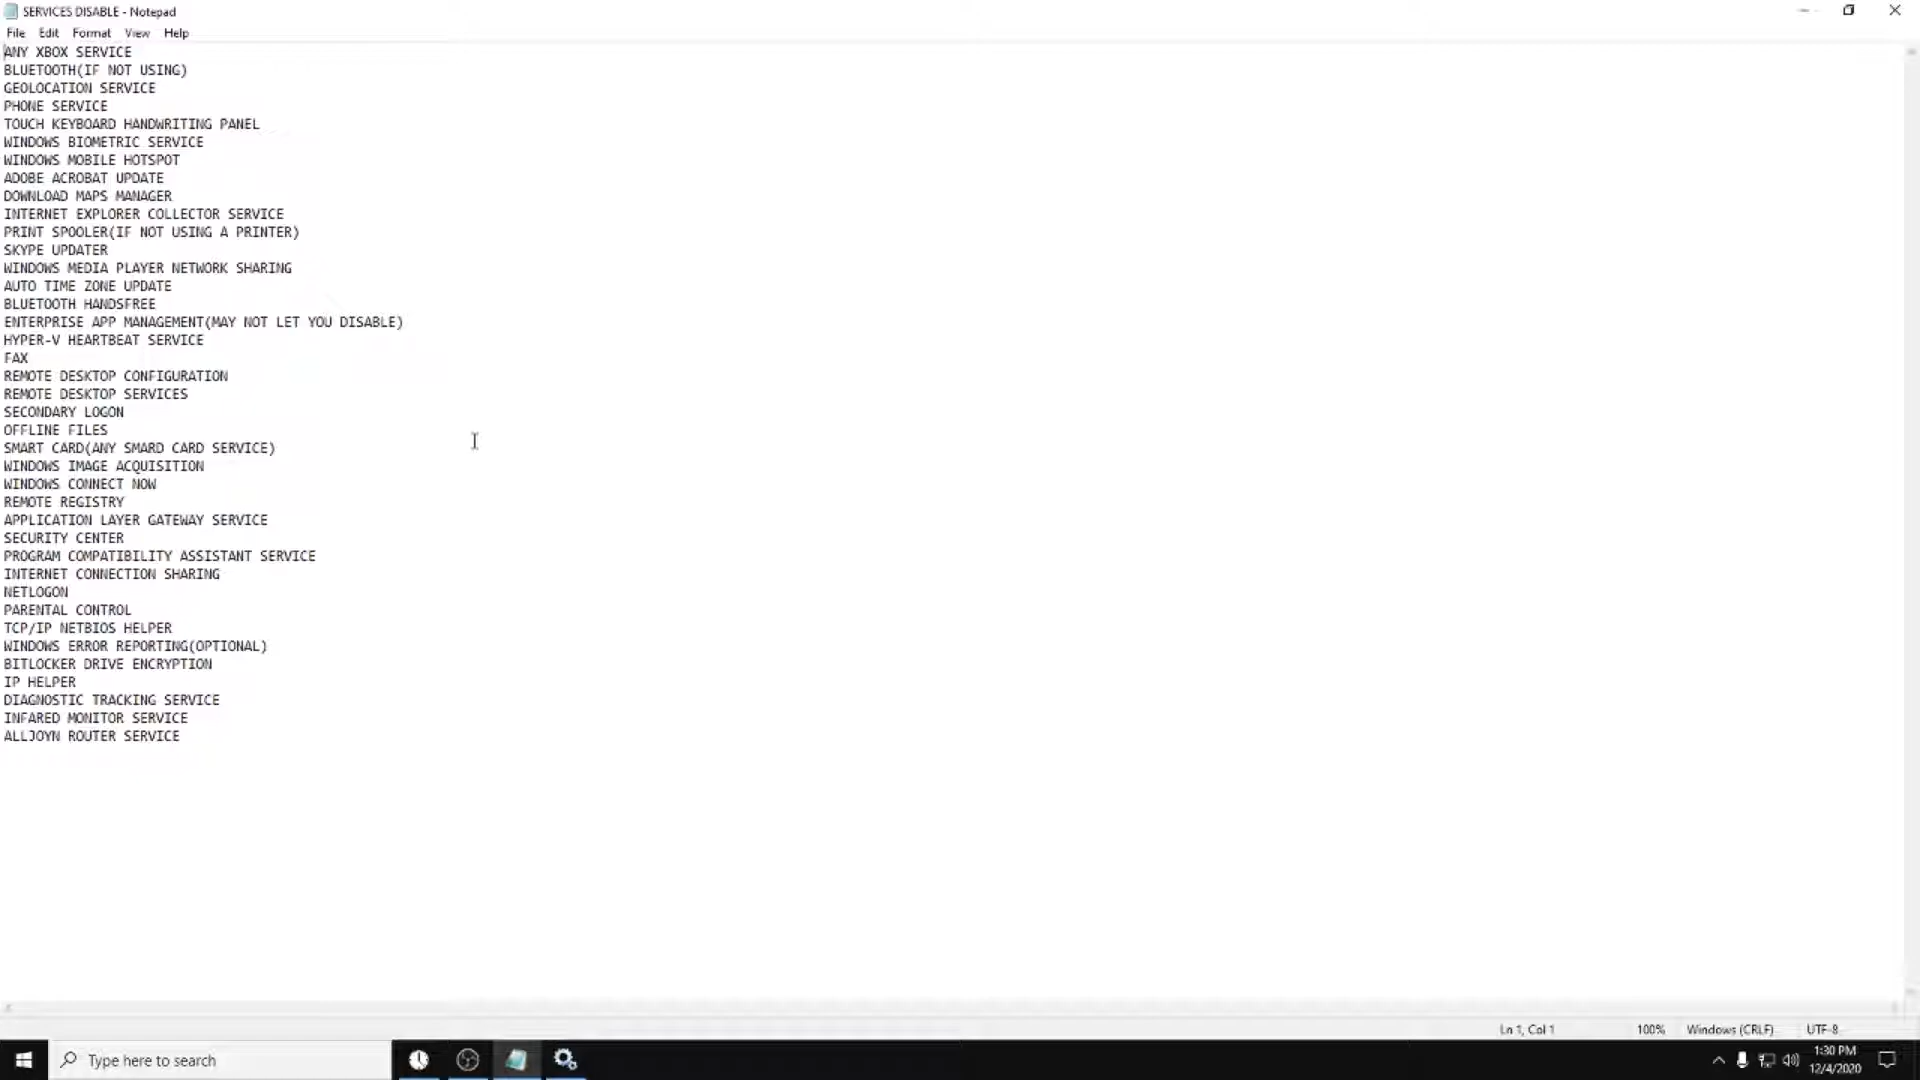 SERVICES DISABLE - Notepad
File Edit Format View Help
ANY XBOX SERVICE
BLUETOOTH(IF NOT USING)
GEOLOCATION SERVICE
PHONE SERVICE
TOUCH KEYBOARD HANDWRITING PANEL
WINDOWS BIOMETRIC SERVICE
WINDOWS MOBILE HOTSPOT
ADOBE ACROBAT UPDATE
DOWNLOAD MAPS MANAGER
INTERNET EXPLORER COLLECTOR SERVICE
PRINT SPOOLER(IF NOT USING A PRINTER)
SKYPE UPDATER
WINDOWS MEDIA PLAYER NETWORK SHARING
AUTO TIME ZONE UPDATE
BLUETOOTH HANDSFREE
ENTERPRISE APP MANAGEMENT(MAY NOT LET YOU DISABLE)
HYPER-V HEARTBEAT SERVICE
FAX
REMOTE DESKTOP CONFIGURATION
REMOTE DESKTOP SERVICES
SECONDARY LOGON
OFFLINE FILES
SMART CARD(ANY SMARD CARD SERVICE)
WINDOWS IMAGE ACQUISITION
WINDOWS CONNECT NOW
REMOTE REGISTRY
APPLICATION LAYER GATEWAY SERVICE
SECURITY CENTER
PROGRAM COMPATIBILITY ASSISTANT SERVICE
INTERNET CONNECTION SHARING
NETLOGON
PARENTAL CONTROL
TCP/IP NETBIOS HELPER
WINDOWS ERROR REPORTING(OPTIONAL)
BITLOCKER DRIVE ENCRYPTION
IP HELPER
DIAGNOSTIC TRACKING SERVICE
INFARED MONITOR SERVICE
ALLJOYN ROUTER SERVICE
Ln 1, Col 1 100% Windows (CRLF) UTF-8
Type here to search
1:30 PM
12/4/2020